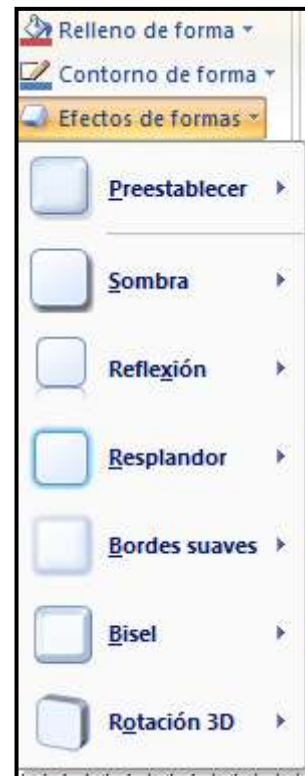 Relleno de forma
Contorno de forma
Efectos de formas
Preestablecer
Sombra
Reflexión
Resplandor
Bordes suaves
Bisel
Rotación 3D